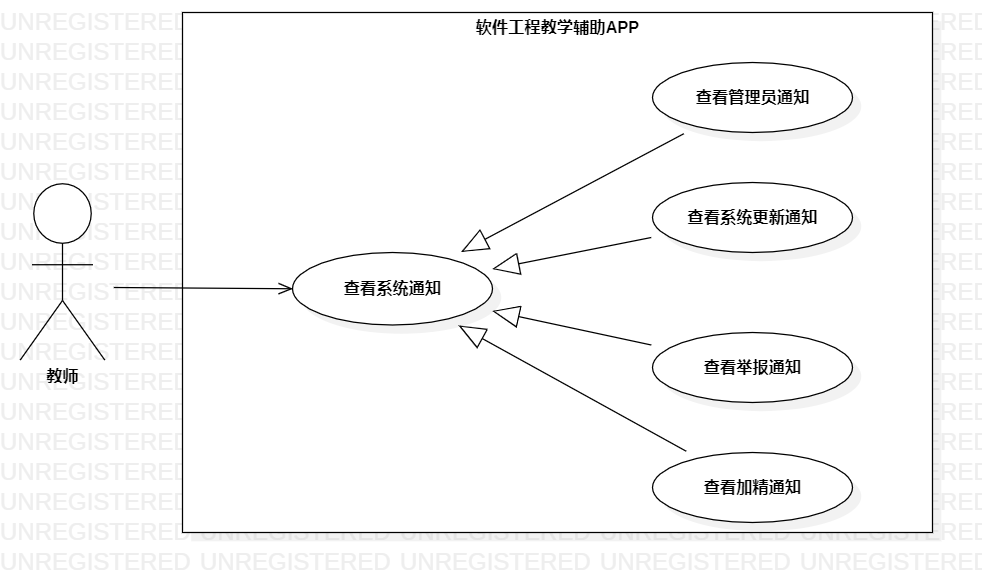 软件工程教学辅助APP
查看管理员通知
查看系统更新通知
查看系统通知
查看举报通知
教师
查看加精通知
UNREGISTERED UNREGISTERED UNREGISTERED UNREGISTERED UNREGISTERED